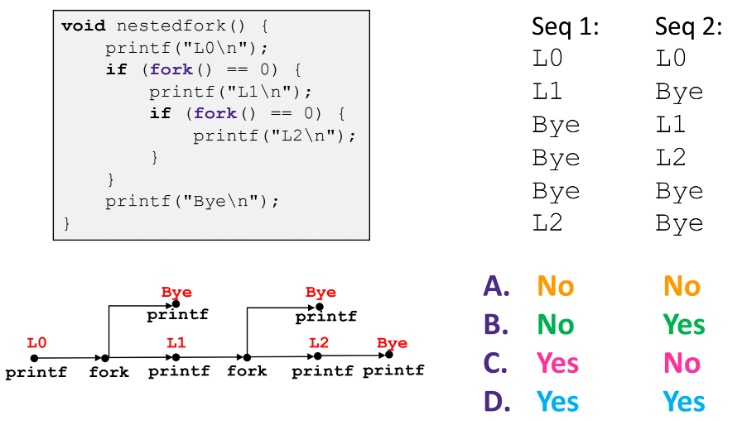 void nestedfork() {
    printf("L0\n");
    if (fork() == 0) {
        printf("L1\n");
        if (fork() == 0) {
            printf("L2\n");
        }
    }
    printf("Bye\n");
}
Seq 1: Seq 2:
L0 L0
L1 Bye
Bye L1
Bye L2
Bye Bye
L2 Bye
A. No No
B. No Yes
C. Yes No
D. Yes Yes
Bye Bye
printf printf
L0 L1 L2 Bye
printf fork printf fork printf printf